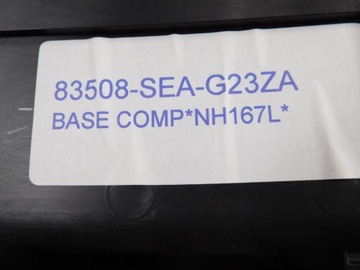 83508-SEA-G23ZA
BASE COMP*NH167L*